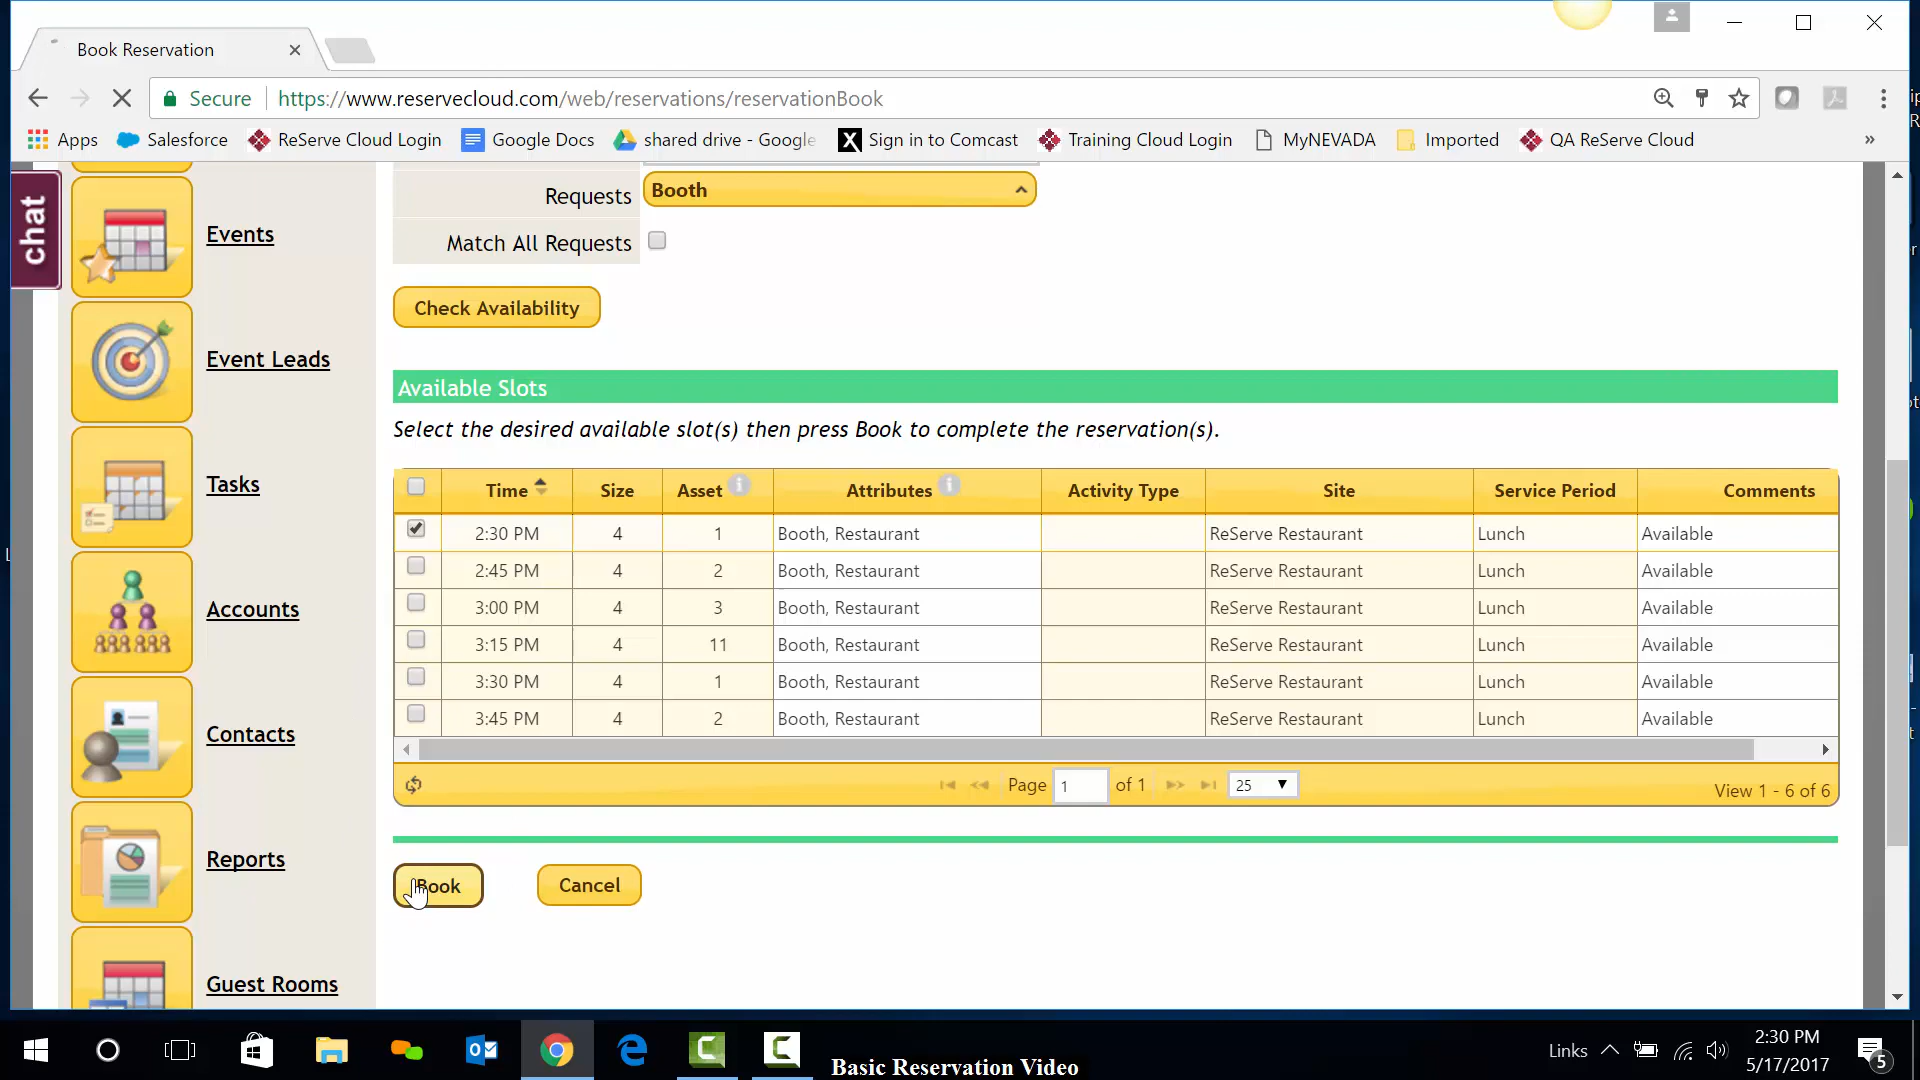 Book Reservation
Secure https://www.reservecloud.com/web/reservations/reservationBook
Apps Salesforce ReServe Cloud Login Google Docs shared drive - Google X Sign in to Comcast Training Cloud Login MyNEVADA Imported QA ReServe Cloud »
chat
Requests Booth
Match All Requests
Check Availability
Events
Event Leads
Tasks
Accounts
Contacts
Reports
Guest Rooms
Available Slots
Select the desired available slot(s) then press Book to complete the reservation(s).
Time Size Asset Attributes Activity Type Site Service Period Comments
2:30 PM 4 1 Booth, Restaurant ReServe Restaurant Lunch Available
2:45 PM 4 2 Booth, Restaurant ReServe Restaurant Lunch Available
3:00 PM 4 3 Booth, Restaurant ReServe Restaurant Lunch Available
3:15 PM 4 11 Booth, Restaurant ReServe Restaurant Lunch Available
3:30 PM 4 1 Booth, Restaurant ReServe Restaurant Lunch Available
3:45 PM 4 2 Booth, Restaurant ReServe Restaurant Lunch Available
Page 1 of 1 25
View 1 - 6 of 6
Book Cancel
Links 2:30 PM
5/17/2017
5
Basic Reservation Video